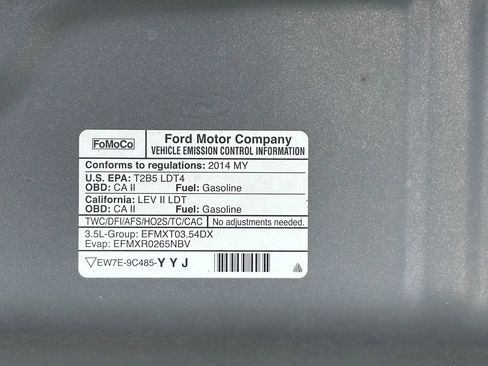 FoMoCo
Ford Motor Company
VEHICLE EMISSION CONTROL INFORMATION
Conforms to regulations: 2014 MY
U.S. EPA: T2B5 LDT4
OBD: CA II Fuel: Gasoline
California: LEV II LDT
OBD: CA II Fuel: Gasoline
TWC/DFI/AFS/HO2S/TC/CAC No adjustments needed.
3.5L-Group: EFMXT03.54DX
Evap: EFMXR0265NBV
EW7E-9C485-YYJ